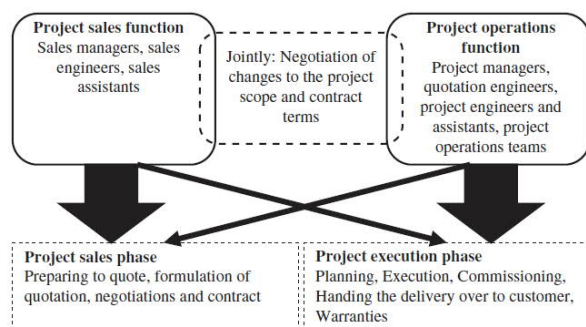 Project sales function
Sales managers, sales
engineers, sales
assistants
Jointly: Negotiation of
changes to the project
scope and contract
terms
Project operations
function
Project managers,
quotation engineers,
project engineers and
assistants, project
operations teams
Project sales phase
Preparing to quote, formulation of
quotation, negotiations and contract
Project execution phase
Planning, Execution, Commissioning,
Handing the delivery over to customer,
Warranties